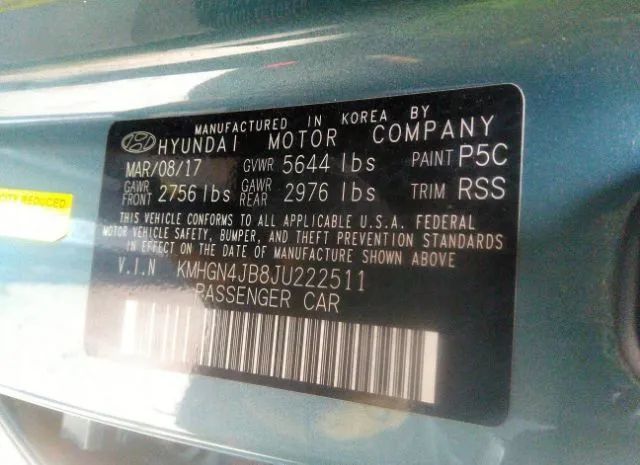 MANUFACTURED IN KOREA BY
HYUNDAI MOTOR COMPANY
MAR/08/17 GVWR 5644 lbs PAINT P5C
GAWR FRONT 2756 lbs GAWR REAR 2976 lbs TRIM RSS
THIS VEHICLE CONFORMS TO ALL APPLICABLE U.S.A. FEDERAL
MOTOR VEHICLE SAFETY, BUMPER, AND THEFT PREVENTION STANDARDS
IN EFFECT ON THE DATE OF MANUFACTURE SHOWN ABOVE
V.I.N KMHGN4JB8JU222511
PASSENGER CAR
REDUCED